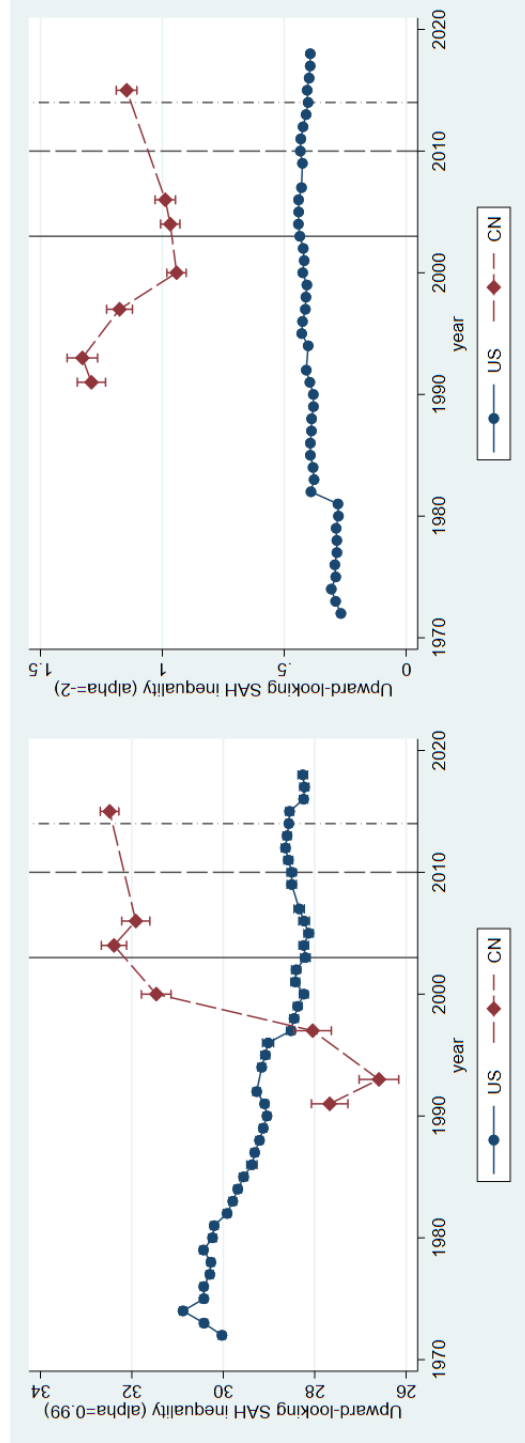 Upward-looking SAH inequality (alpha=0.99)
34
32
30
28
26
1970
1980
1990
2000
2010
2020
year
US
CN
Upward-looking SAH inequality (alpha=-2)
1.5
1
.5
0
1970
1980
1990
2000
2010
2020
year
US
CN